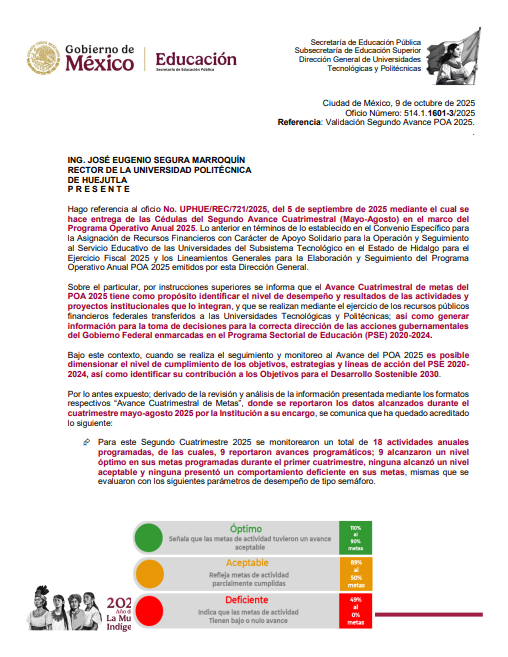 Gobierno de
México
Educación
Secretaría de Educación Pública
Secretaría de Educación Pública
Subsecretaría de Educación Superior
Dirección General de Universidades
Tecnológicas y Politécnicas
Ciudad de México, 9 de octubre de 2025
Oficio Número: 514.1.1601-3/2025
Referencia: Validación Segundo Avance POA 2025.
.
ING. JOSÉ EUGENIO SEGURA MARROQUÍN
RECTOR DE LA UNIVERSIDAD POLITÉCNICA
DE HUEJUTLA
P R E S E N T E
Hago referencia al oficio No. UPHUE/REC/721/2025, del 5 de septiembre de 2025 mediante el cual se
hace entrega de las Cédulas del Segundo Avance Cuatrimestral (Mayo-Agosto) en el marco del
Programa Operativo Anual 2025. Lo anterior en términos de lo establecido en el Convenio Específico para
la Asignación de Recursos Financieros con Carácter de Apoyo Solidario para la Operación y Seguimiento
al Servicio Educativo de las Universidades del Subsistema Tecnológico en el Estado de Hidalgo para el
Ejercicio Fiscal 2025 y los Lineamientos Generales para la Elaboración y Seguimiento del Programa
Operativo Anual POA 2025 emitidos por esta Dirección General.
Sobre el particular, por instrucciones superiores se informa que el Avance Cuatrimestral de metas del
POA 2025 tiene como propósito identificar el nivel de desempeño y resultados de las actividades y
proyectos institucionales que lo integran, y que se realizan mediante el ejercicio de los recursos públicos
financieros federales transferidos a las Universidades Tecnológicas y Politécnicas; así como generar
información para la toma de decisiones para la correcta dirección de las acciones gubernamentales
del Gobierno Federal enmarcadas en el Programa Sectorial de Educación (PSE) 2020-2024.
Bajo este contexto, cuando se realiza el seguimiento y monitoreo al Avance del POA 2025 es posible
dimensionar el nivel de cumplimiento de los objetivos, estrategias y líneas de acción del PSE 2020-
2024, así como identificar su contribución a los Objetivos para el Desarrollo Sostenible 2030.
Por lo antes expuesto; derivado de la revisión y análisis de la información presentada mediante los formatos
respectivos “Avance Cuatrimestral de Metas”, donde se reportaron los datos alcanzados durante el
cuatrimestre mayo-agosto 2025 por la Institución a su encargo, se comunica que ha quedado acreditado
lo siguiente:
Para este Segundo Cuatrimestre 2025 se monitorearon un total de 18 actividades anuales
programadas, de las cuales, 9 reportaron avances programáticos; 9 alcanzaron un nivel
óptimo en sus metas programadas durante el primer cuatrimestre, ninguna alcanzó un nivel
aceptable y ninguna presentó un comportamiento deficiente en sus metas, mismas que se
evaluaron con los siguientes parámetros de desempeño de tipo semáforo.
Óptimo
Señala que las metas de actividad tuvieron un avance
aceptable
110%
al
90%
metas
Aceptable
Refleja metas de actividad
parcialmente cumplidas
89%
al
50%
metas
Deficiente
Indica que las metas de actividad
Tienen bajo o nulo avance
49%
al
0%
metas
202
Año d
La Mu
Indíge